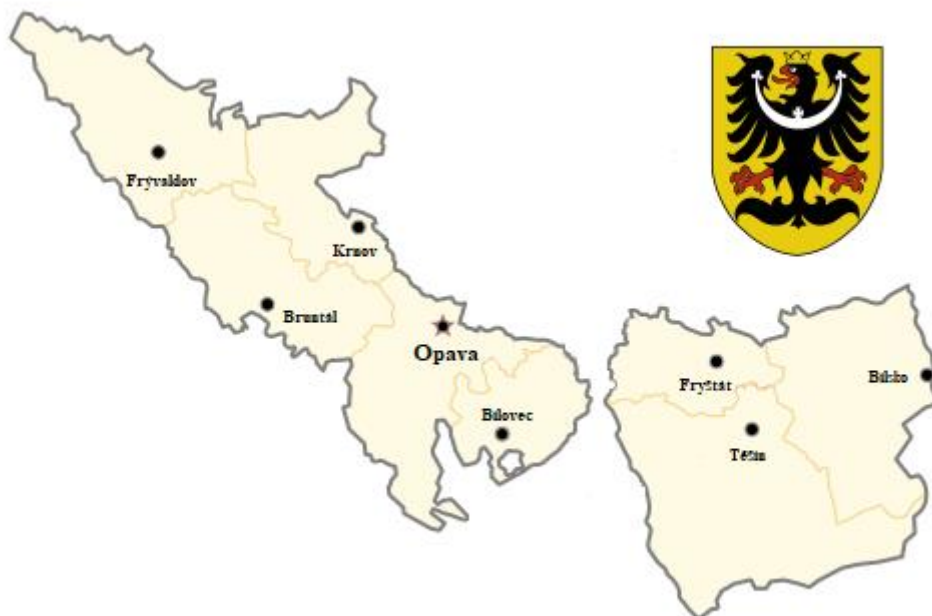 Frývaldov
Krnov
Bruntál
Opava
Bílovec
Fryštát
Bílsko
Těšín